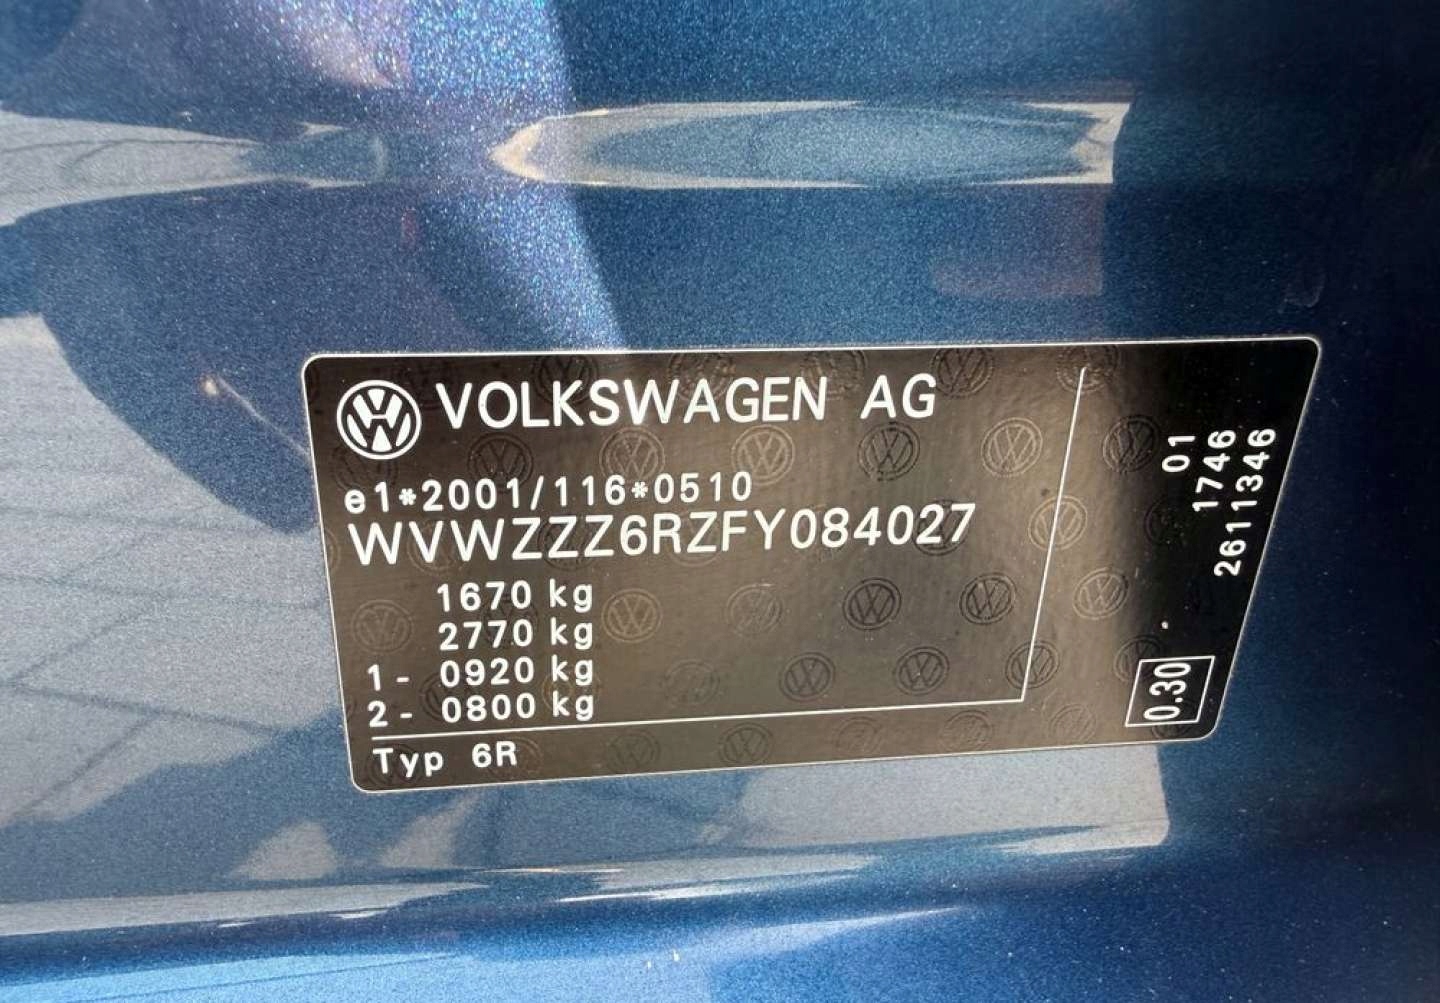 VOLKSWAGEN AG
e1*2001/116*0510
WVWZZZ6RZFY084027
1670 kg
2770 kg
1- 0920 kg
2- 0800 kg
Typ 6R
01
1746
2611346
0.30